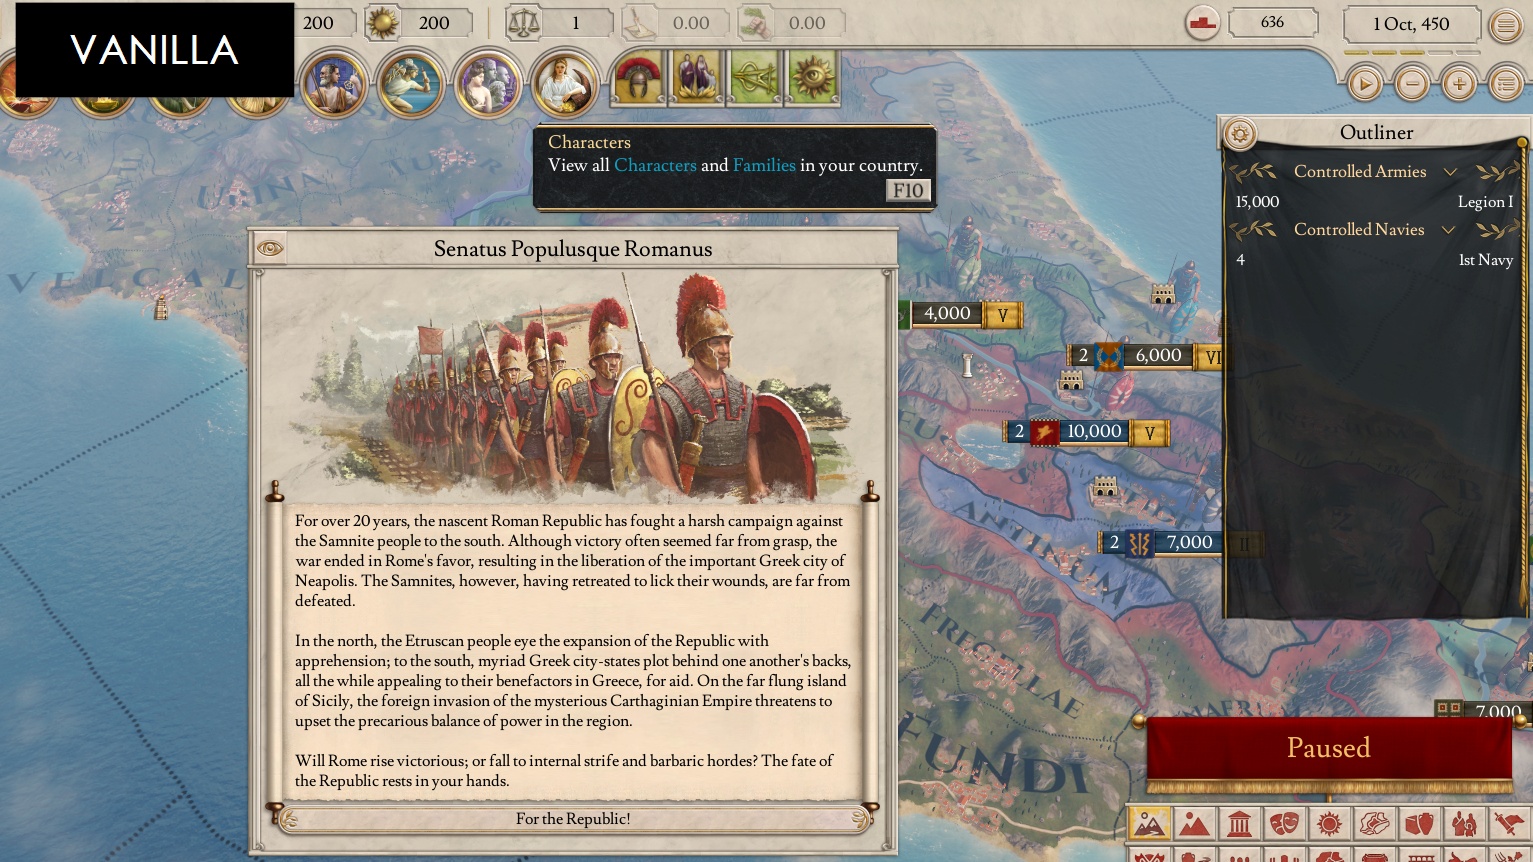 VANILLA
200
200
1
0.00
0.00
636
1 Oct, 450
Characters
View all Characters and Families in your country.
F10
Outliner
Controlled Armies
15,000 Legion I
Controlled Navies
4 1st Navy
Senatus Populusque Romanus
For over 20 years, the nascent Roman Republic has fought a harsh campaign against
the Samnite people to the south. Although victory often seemed far from grasp, the
war ended in Rome's favor, resulting in the liberation of the important Greek city of
Neapolis. The Samnites, however, having retreated to lick their wounds, are far from
defeated.
In the north, the Etruscan people eye the expansion of the Republic with
apprehension; to the south, myriad Greek city-states plot behind one another's backs,
all the while appealing to their benefactors in Greece, for aid. On the far flung island
of Sicily, the foreign invasion of the mysterious Carthaginian Empire threatens to
upset the precarious balance of power in the region.
Will Rome rise victorious; or fall to internal strife and barbaric hordes? The fate of
the Republic rests in your hands.
For the Republic!
4,000 V
2 6,000 VI
2 10,000 V
2 7,000 II
ANTIUM
FREGELLAE
FUNDI
7,000
Paused